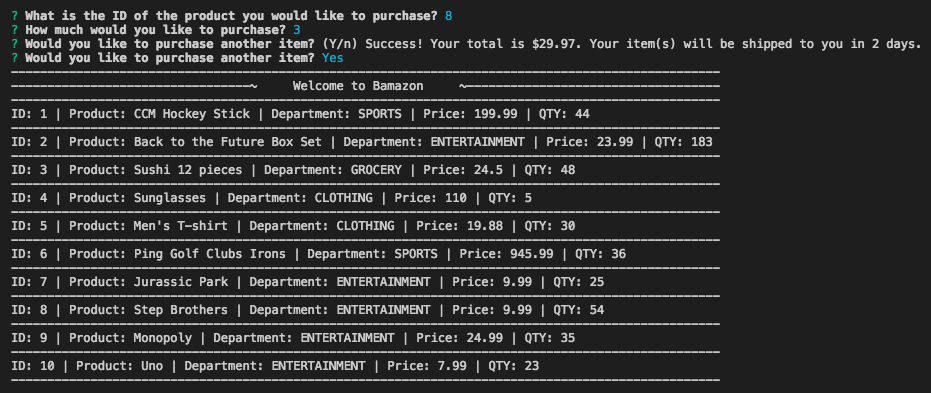 ? What is the ID of the product you would like to purchase? 8
? How much would you like to purchase? 3
? Would you like to purchase another item? (Y/n) Success! Your total is $29.97. Your item(s) will be shipped to you in 2 days.
? Would you like to purchase another item? Yes
~ Welcome to Bamazon ~
ID: 1 | Product: CCM Hockey Stick | Department: SPORTS | Price: 199.99 | QTY: 44
ID: 2 | Product: Back to the Future Box Set | Department: ENTERTAINMENT | Price: 23.99 | QTY: 183
ID: 3 | Product: Sushi 12 pieces | Department: GROCERY | Price: 24.5 | QTY: 48
ID: 4 | Product: Sunglasses | Department: CLOTHING | Price: 110 | QTY: 5
ID: 5 | Product: Men's T-shirt | Department: CLOTHING | Price: 19.88 | QTY: 30
ID: 6 | Product: Ping Golf Clubs Irons | Department: SPORTS | Price: 945.99 | QTY: 36
ID: 7 | Product: Jurassic Park | Department: ENTERTAINMENT | Price: 9.99 | QTY: 25
ID: 8 | Product: Step Brothers | Department: ENTERTAINMENT | Price: 9.99 | QTY: 54
ID: 9 | Product: Monopoly | Department: ENTERTAINMENT | Price: 24.99 | QTY: 35
ID: 10 | Product: Uno | Department: ENTERTAINMENT | Price: 7.99 | QTY: 23